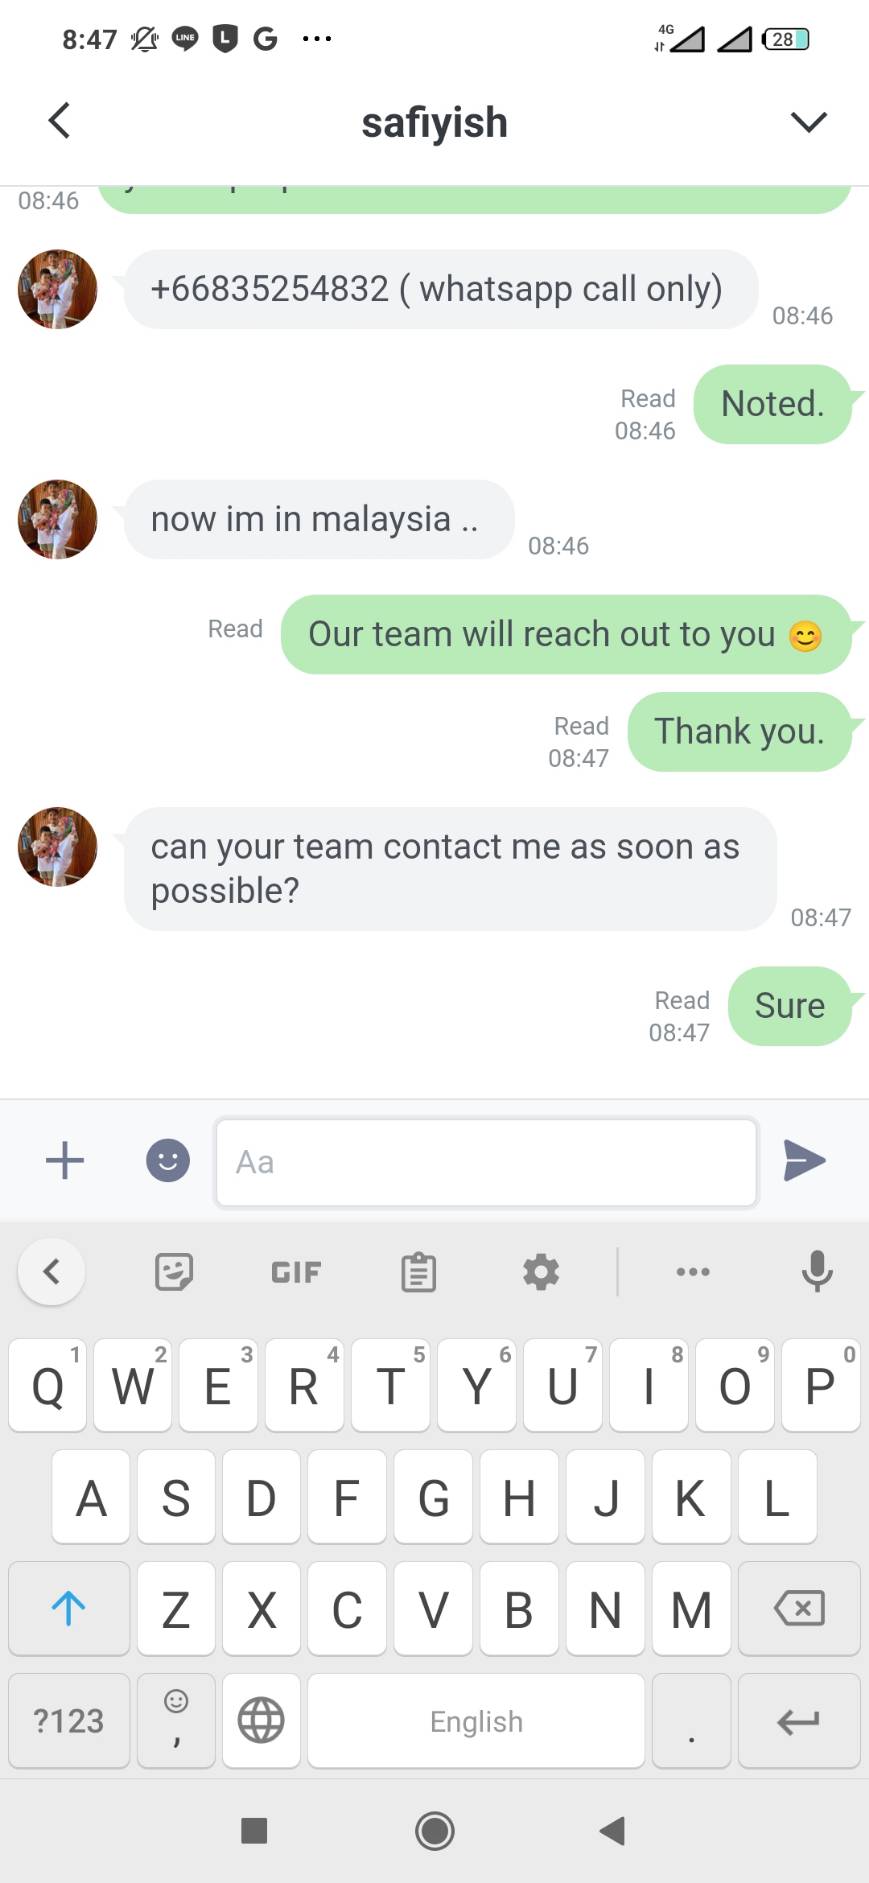 8:47 LINE L G ... 4G 28
safiyish
08:46
+66835254832 ( whatsapp call only)
08:46
Noted.
Read
08:46
now im in malaysia ..
08:46
Read
Our team will reach out to you 😊
Thank you.
Read
08:47
can your team contact me as soon as
possible?
08:47
Sure
Read
08:47
Aa
GIF
1 2 3 4 5 6 7 8 9 0
Q W E R T Y U I O P
A S D F G H J K L
Z X C V B N M
?123 , English .